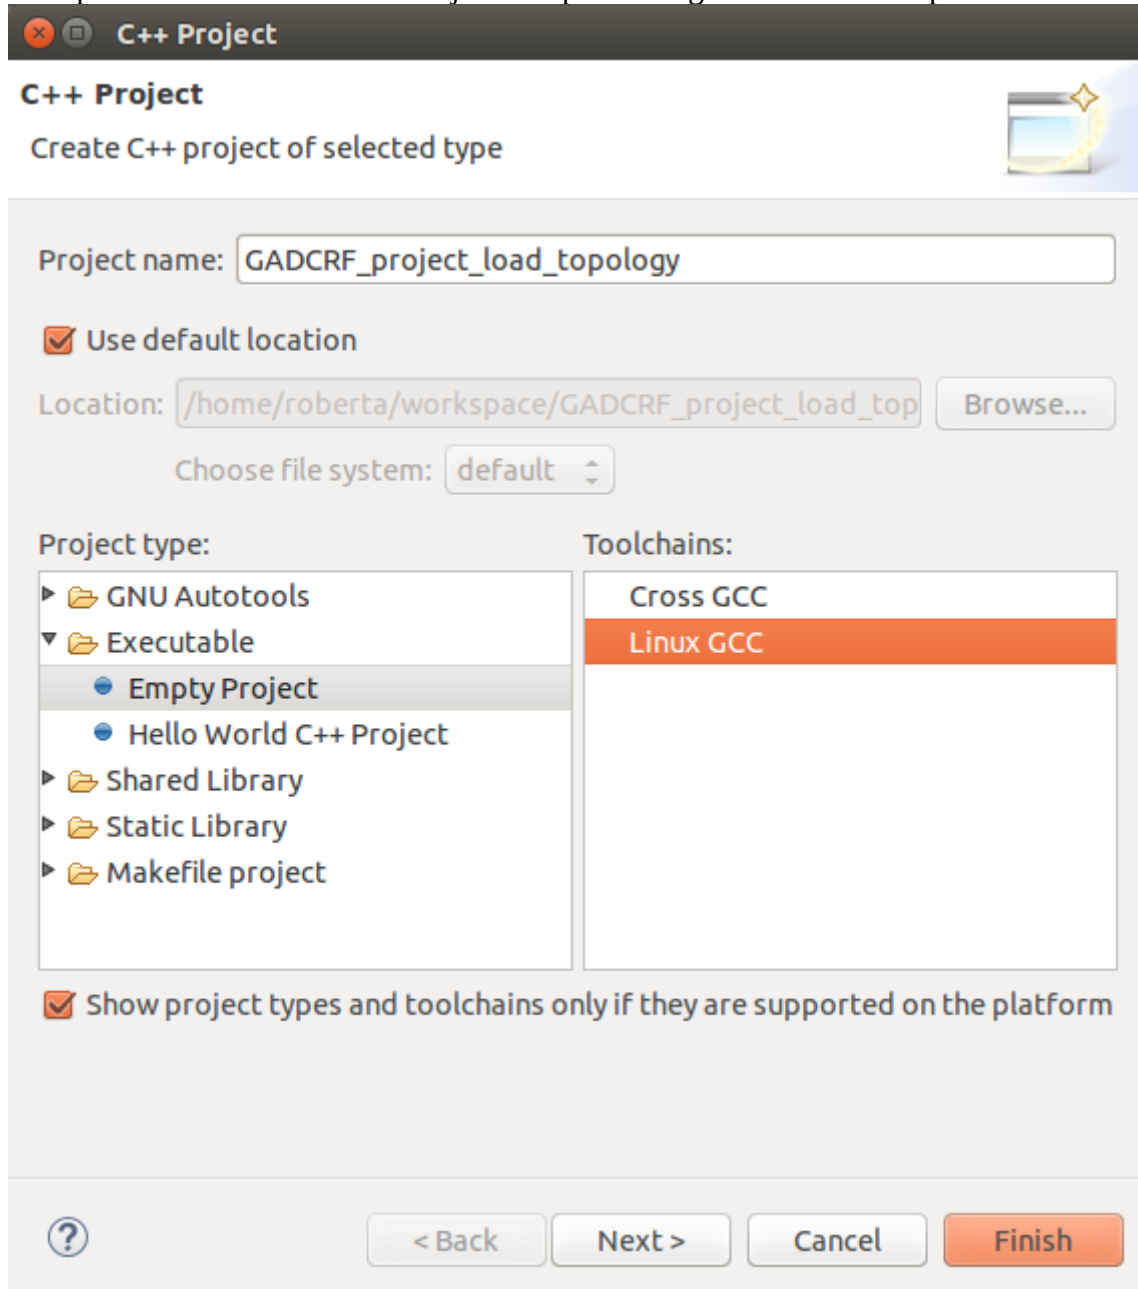 C++ Project
C++ Project
Create C++ project of selected type
Project name: GADCRF_project_load_topology
Use default location
Location: /home/roberta/workspace/GADCRF_project_load_top Browse...
Choose file system: default
Project type: Toolchains:
GNU Autotools Cross GCC
Executable Linux GCC
Empty Project
Hello World C++ Project
Shared Library
Static Library
Makefile project
Show project types and toolchains only if they are supported on the platform
? < Back Next > Cancel Finish